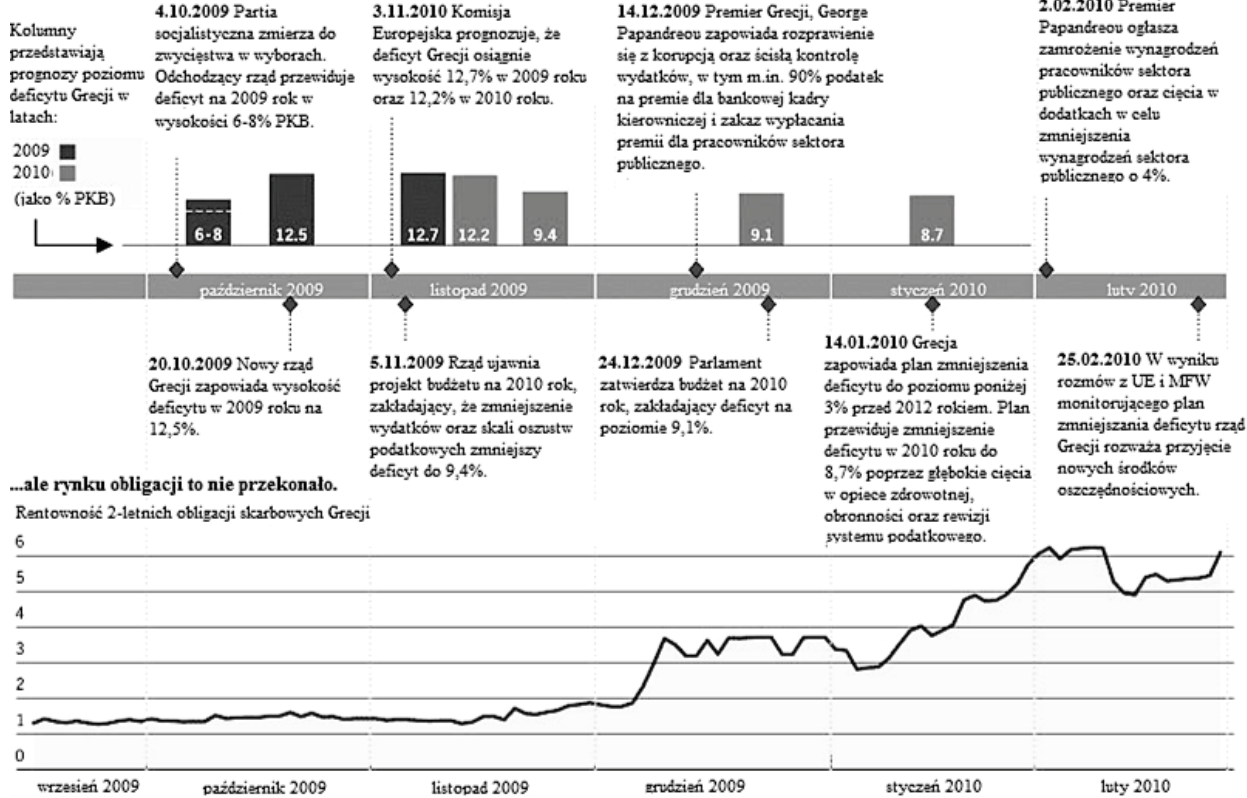 Kolumny
przedstawiają
prognozy poziomu
deficytu Grecji w
latach:
2009
2010
(jako % PKB)
4.10.2009 Partia
socjalistyczna zmierza do
zwycięstwa w wyborach.
Odchodzący rząd przewiduje
deficyt na 2009 rok w
wysokości 6-8% PKB.
3.11.2010 Komisja
Europejska prognozuje, że
deficyt Grecji osiągnie
wysokość 12,7% w 2009 roku
oraz 12,2% w 2010 roku.
14.12.2009 Premier Grecji, George
Papandreou zapowiada rozprawienie
się z korupcją oraz ścisłą kontrolę
wydatków, w tym m.in. 90% podatek
na premie dla bankowej kadry
kierowniczej i zakaz wypłacania
premii dla pracowników sektora
publicznego.
2.02.2010 Premier
Papandreou ogłasza
zamrożenie wynagrodzeń
pracowników sektora
publicznego oraz cięcia w
dodatkach w celu
zmniejszenia
wynagrodzeń sektora
publicznego o 4%.
6-8 12.5 12.7 12.2 9.4 9.1 8.7
październik 2009 listopad 2009 grudzień 2009 styczeń 2010 luty 2010
20.10.2009 Nowy rząd
Grecji zapowiada wysokość
deficytu w 2009 roku na
12,5%.
5.11.2009 Rząd ujawnia
projekt budżetu na 2010 rok,
zakładający, że zmniejszenie
wydatków oraz skali oszustw
podatkowych zmniejszy
deficyt do 9,4%.
24.12.2009 Parlament
zatwierdza budżet na 2010
rok, zakładający deficyt na
poziomie 9,1%.
14.01.2010 Grecja
zapowiada plan zmniejszenia
deficytu do poziomu poniżej
3% przed 2012 rokiem. Plan
przewiduje zmniejszenie
deficytu w 2010 roku do
8,7% poprzez głębokie cięcia
w opiece zdrowotnej,
obronności oraz rewizji
systemu podatkowego.
25.02.2010 W wyniku
rozmów z UE i MFW
monitorującego plan
zmniejszania deficytu rząd
Grecji rozważa przyjęcie
nowych środków
oszczędnościowych.
...ale rynku obligacji to nie przekonało.
Rentowność 2-letnich obligacji skarbowych Grecji
6
5
4
3
2
1
0
wrzesień 2009 październik 2009 listopad 2009 grudzień 2009 styczeń 2010 luty 2010